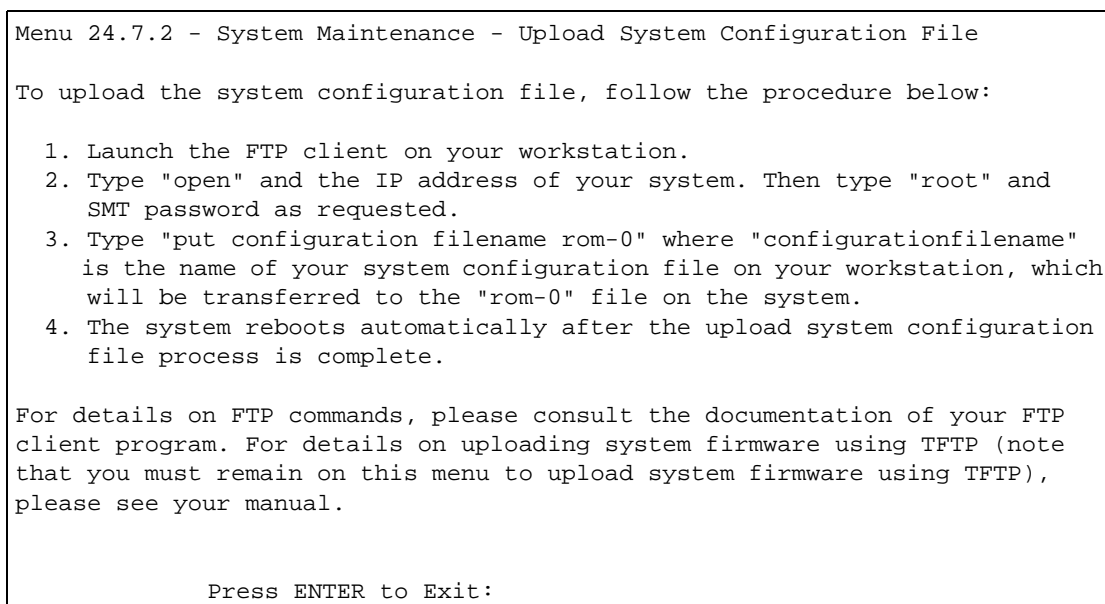 Menu 24.7.2 - System Maintenance - Upload System Configuration File
To upload the system configuration file, follow the procedure below:
1. Launch the FTP client on your workstation.
2. Type "open" and the IP address of your system. Then type "root" and
SMT password as requested.
3. Type "put configuration filename rom-0" where "configurationfilename"
is the name of your system configuration file on your workstation, which
will be transferred to the "rom-0" file on the system.
4. The system reboots automatically after the upload system configuration
file process is complete.
For details on FTP commands, please consult the documentation of your FTP
client program. For details on uploading system firmware using TFTP (note
that you must remain on this menu to upload system firmware using TFTP),
please see your manual.
Press ENTER to Exit: